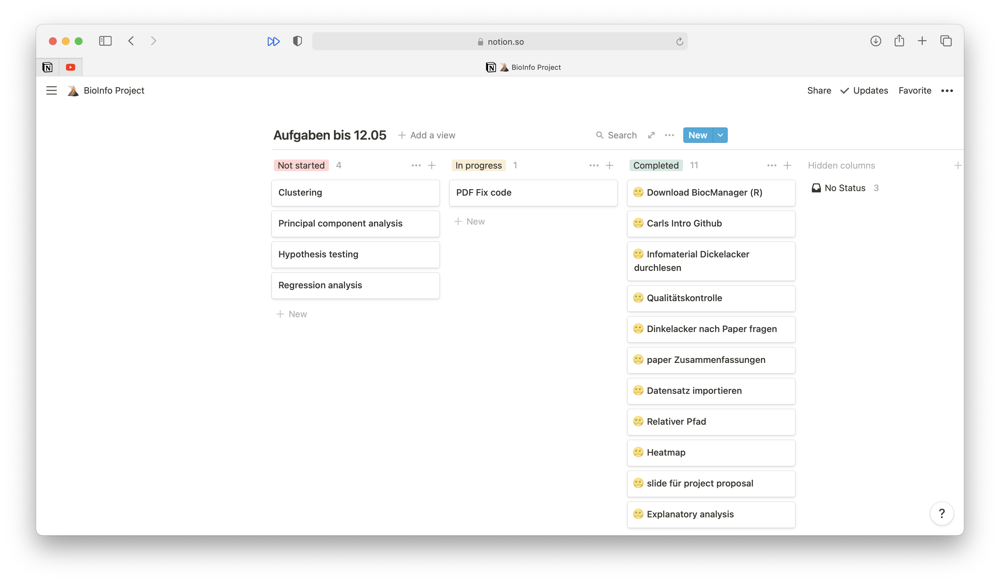 notion.so
BioInfo Project
BioInfo Project
Share
Updates
Favorite
Aufgaben bis 12.05
Add a view
Search
New
Not started 4
Clustering
Principal component analysis
Hypothesis testing
Regression analysis
New
In progress 1
PDF Fix code
New
Completed 11
Download BiocManager (R)
Carls Intro Github
Infomaterial Dickelacker
durchlesen
Qualitätskontrolle
Dinkelacker nach Paper fragen
paper Zusammenfassungen
Datensatz importieren
Relativer Pfad
Heatmap
slide für project proposal
Explanatory analysis
Hidden columns
No Status 3
?